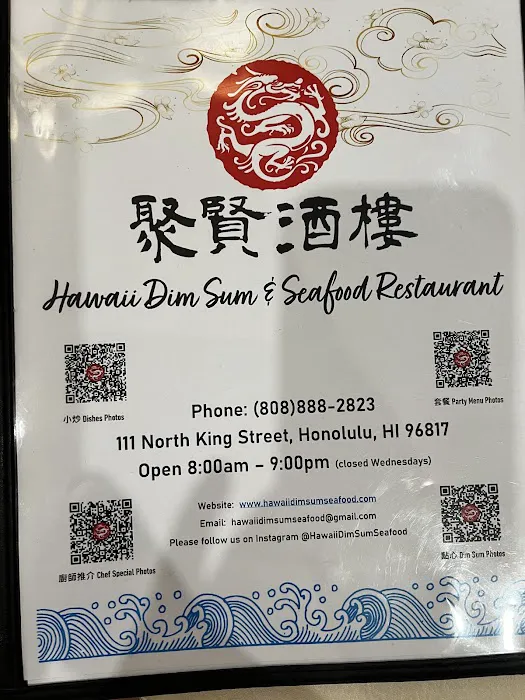 聚賢酒樓
Hawaii Dim Sum & Seafood Restaurant
小炒 Dishes Photos
套餐 Party Menu Photos
Phone: (808)888-2823
111 North King Street, Honolulu, HI 96817
Open 8:00am – 9:00pm (closed Wednesdays)
Website: www.hawaiidimsumseafood.com
Email: hawaiidimsumseafood@gmail.com
Please follow us on Instagram @HawaiiDimSumSeafood
廚師推介 Chef Special Photos
點心 Dim Sum Photos